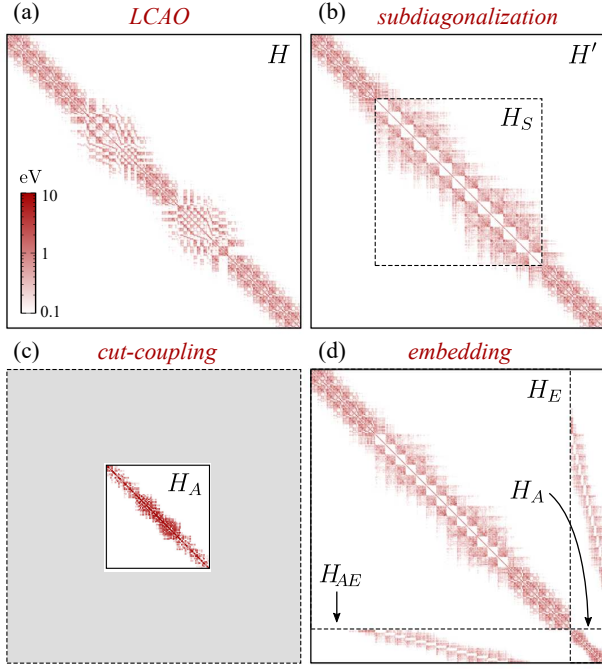 (a) LCAO
H
eV
10
1
0.1
(b) subdiagonalization
H′
H_S
(c) cut-coupling
H_A
(d) embedding
H_E
H_A
H_AE